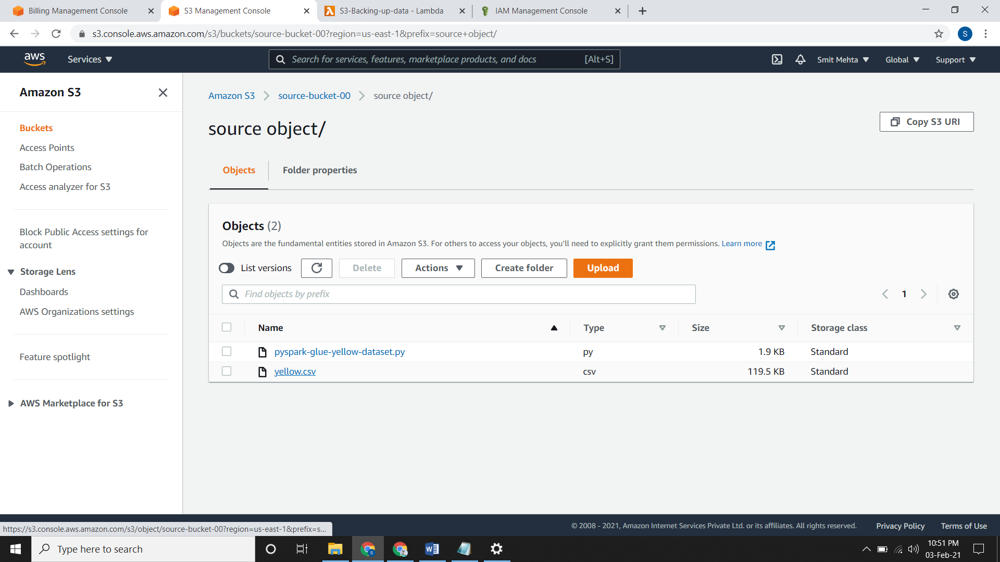 Billing Management Console
S3 Management Console
S3-Backing-up-data - Lambda
IAM Management Console
s3.console.aws.amazon.com/s3/buckets/source-bucket-00?region=us-east-1&prefix=source+object/
S
aws
Services
Search for services, features, marketplace products, and docs
[Alt+S]
Smit Mehta
Global
Support
Amazon S3
Buckets
Access Points
Batch Operations
Access analyzer for S3
Block Public Access settings for
account
Storage Lens
Dashboards
AWS Organizations settings
Feature spotlight
AWS Marketplace for S3
Amazon S3 > source-bucket-00 > source object/
source object/
Copy S3 URI
Objects
Folder properties
Objects (2)
Objects are the fundamental entities stored in Amazon S3. For others to access your objects, you'll need to explicitly grant them permissions. Learn more
List versions
Delete
Actions
Create folder
Upload
Find objects by prefix
1
Name Type Size Storage class
pyspark-glue-yellow-dataset.py py 1.9 KB Standard
yellow.csv csv 119.5 KB Standard
https://s3.console.aws.amazon.com/s3/object/source-bucket-00?region=us-east-1&prefix=s...
© 2008 - 2021, Amazon Internet Services Private Ltd. or its affiliates. All rights reserved.
Privacy Policy
Terms of Use
Type here to search
10:51 PM
03-Feb-21